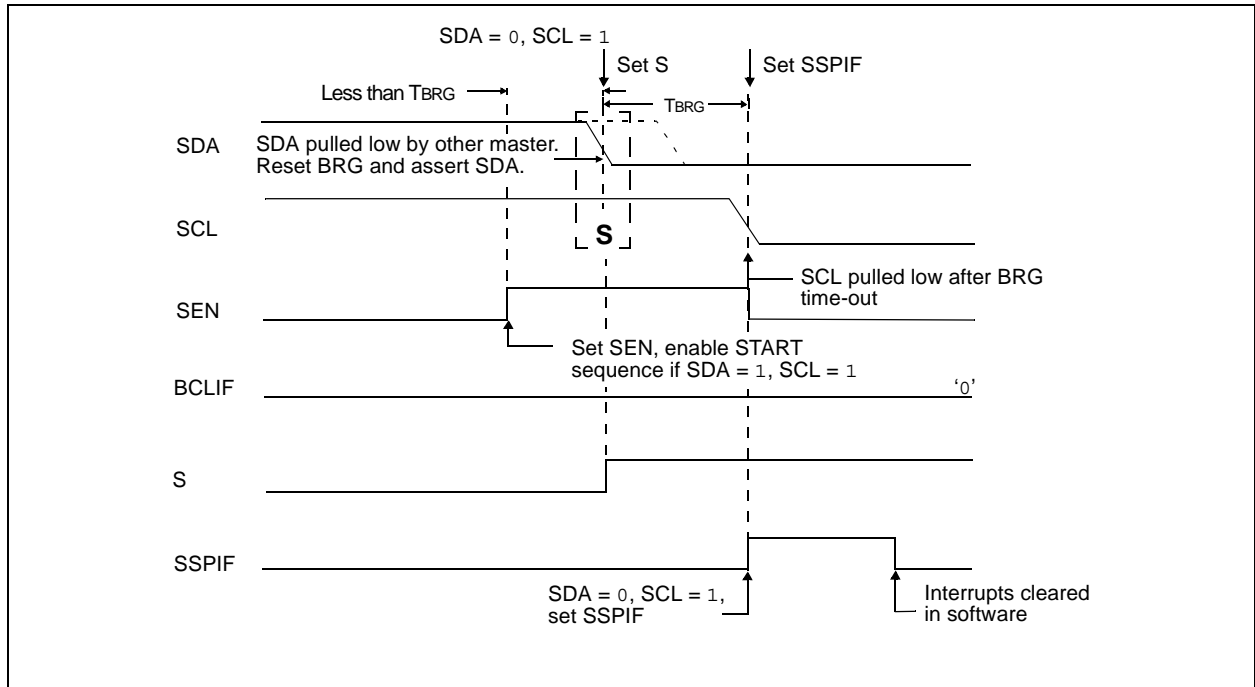 SDA = 0, SCL = 1
Set S
Set SSPIF
Less than TBRG
TBRG
SDA
SDA pulled low by other master.
Reset BRG and assert SDA.
SCL
S
SCL pulled low after BRG
time-out
SEN
Set SEN, enable START
sequence if SDA = 1, SCL = 1
BCLIF
‘0’
S
SSPIF
SDA = 0, SCL = 1,
set SSPIF
Interrupts cleared
in software